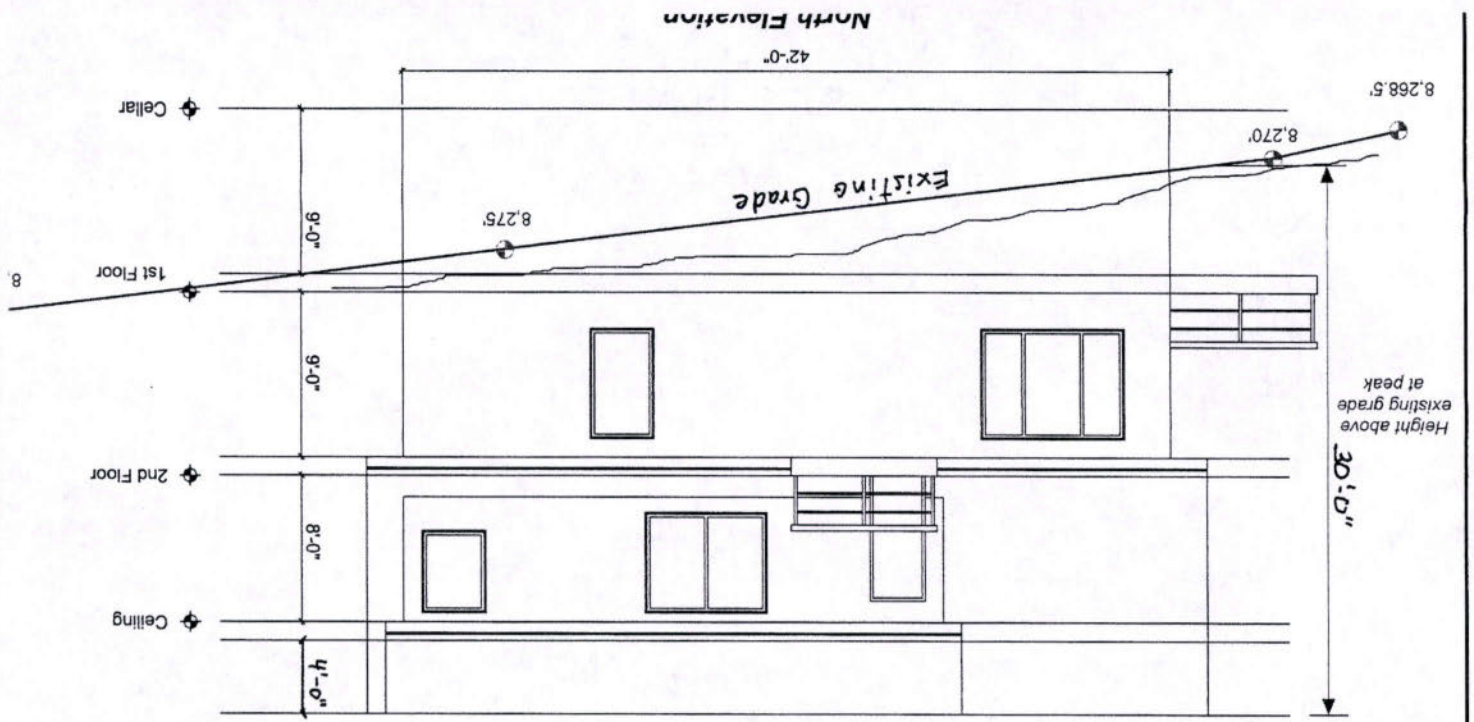 4'-0"
Ceiling
8'-0"
2nd Floor
30'-0"
Height above
existing grade
at peak
9'-0"
1st Floor
8,275'
9'-0"
Existing Grade
8,270'
8,268.5'
Cellar
42'-0"
North Elevation